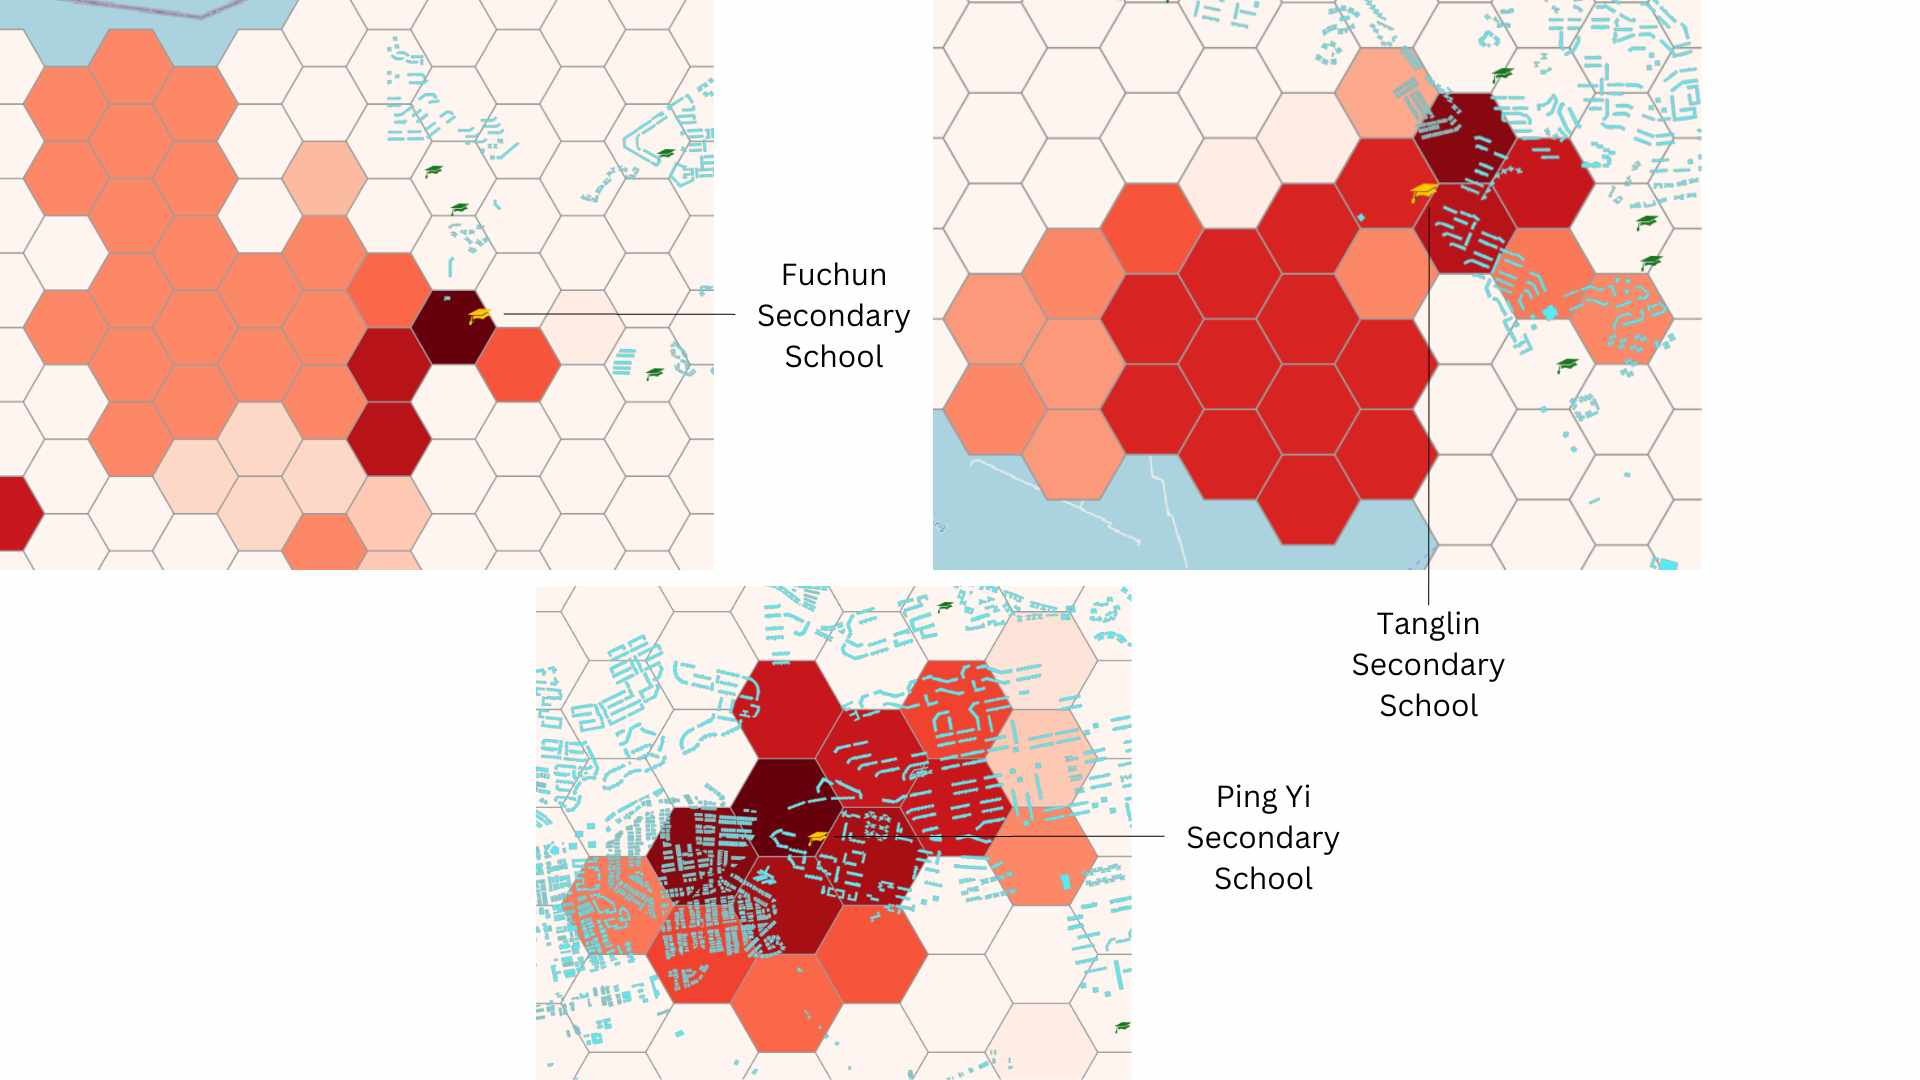 Fuchun
Secondary
School
Tanglin
Secondary
School
Ping Yi
Secondary
School